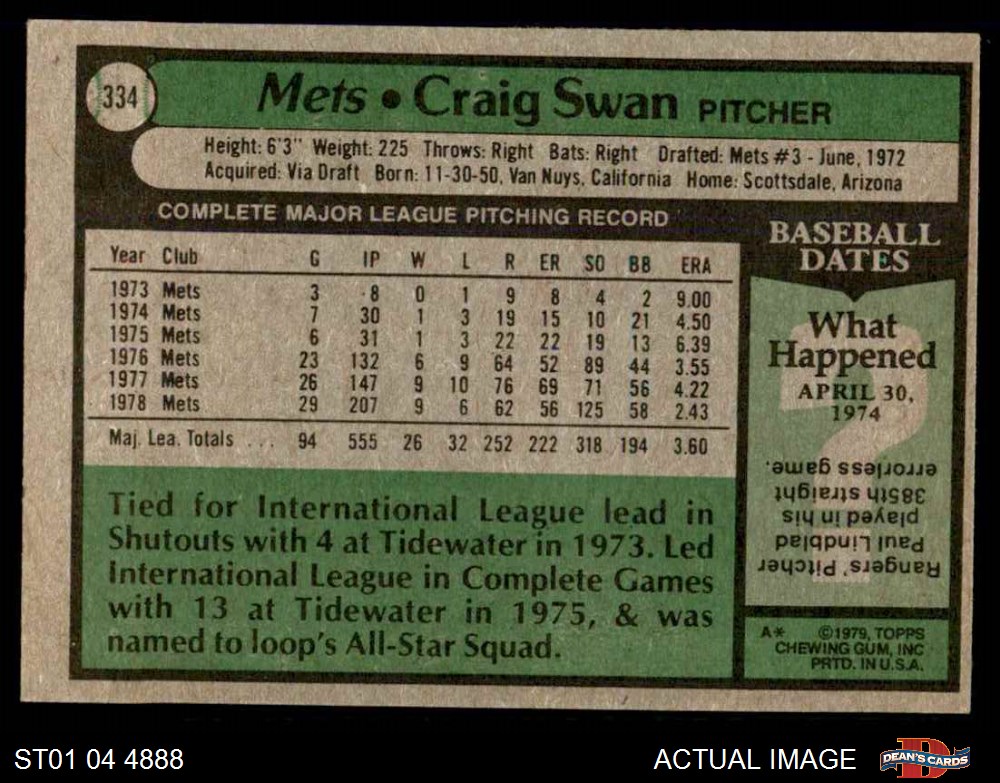 334
Mets • Craig Swan PITCHER
Height: 6'3" Weight: 225 Throws: Right Bats: Right Drafted: Mets #3 - June, 1972
Acquired: Via Draft Born: 11-30-50, Van Nuys, California Home: Scottsdale, Arizona
COMPLETE MAJOR LEAGUE PITCHING RECORD
Year Club G IP W L R ER SO BB ERA
1973 Mets 3 8 0 1 9 8 4 2 9.00
1974 Mets 7 30 1 3 19 15 10 21 4.50
1975 Mets 6 31 1 3 22 22 19 13 6.39
1976 Mets 23 132 6 9 64 52 89 44 3.55
1977 Mets 26 147 9 10 76 69 71 56 4.22
1978 Mets 29 207 9 6 62 56 125 58 2.43
Maj. Lea. Totals ... 94 555 26 32 252 222 318 194 3.60
Tied for International League lead in
Shutouts with 4 at Tidewater in 1973. Led
International League in Complete Games
with 13 at Tidewater in 1975, & was
named to loop's All-Star Squad.
BASEBALL
DATES
What
Happened
APRIL 30,
1974
Rangers' Pitcher
Paul Lindblad
played in his
385th straight
errorless game.
A* ©1979, TOPPS
CHEWING GUM, INC
PRTD. IN U.S.A.
ST01 04 4888
ACTUAL IMAGE
DEAN'S CARDS